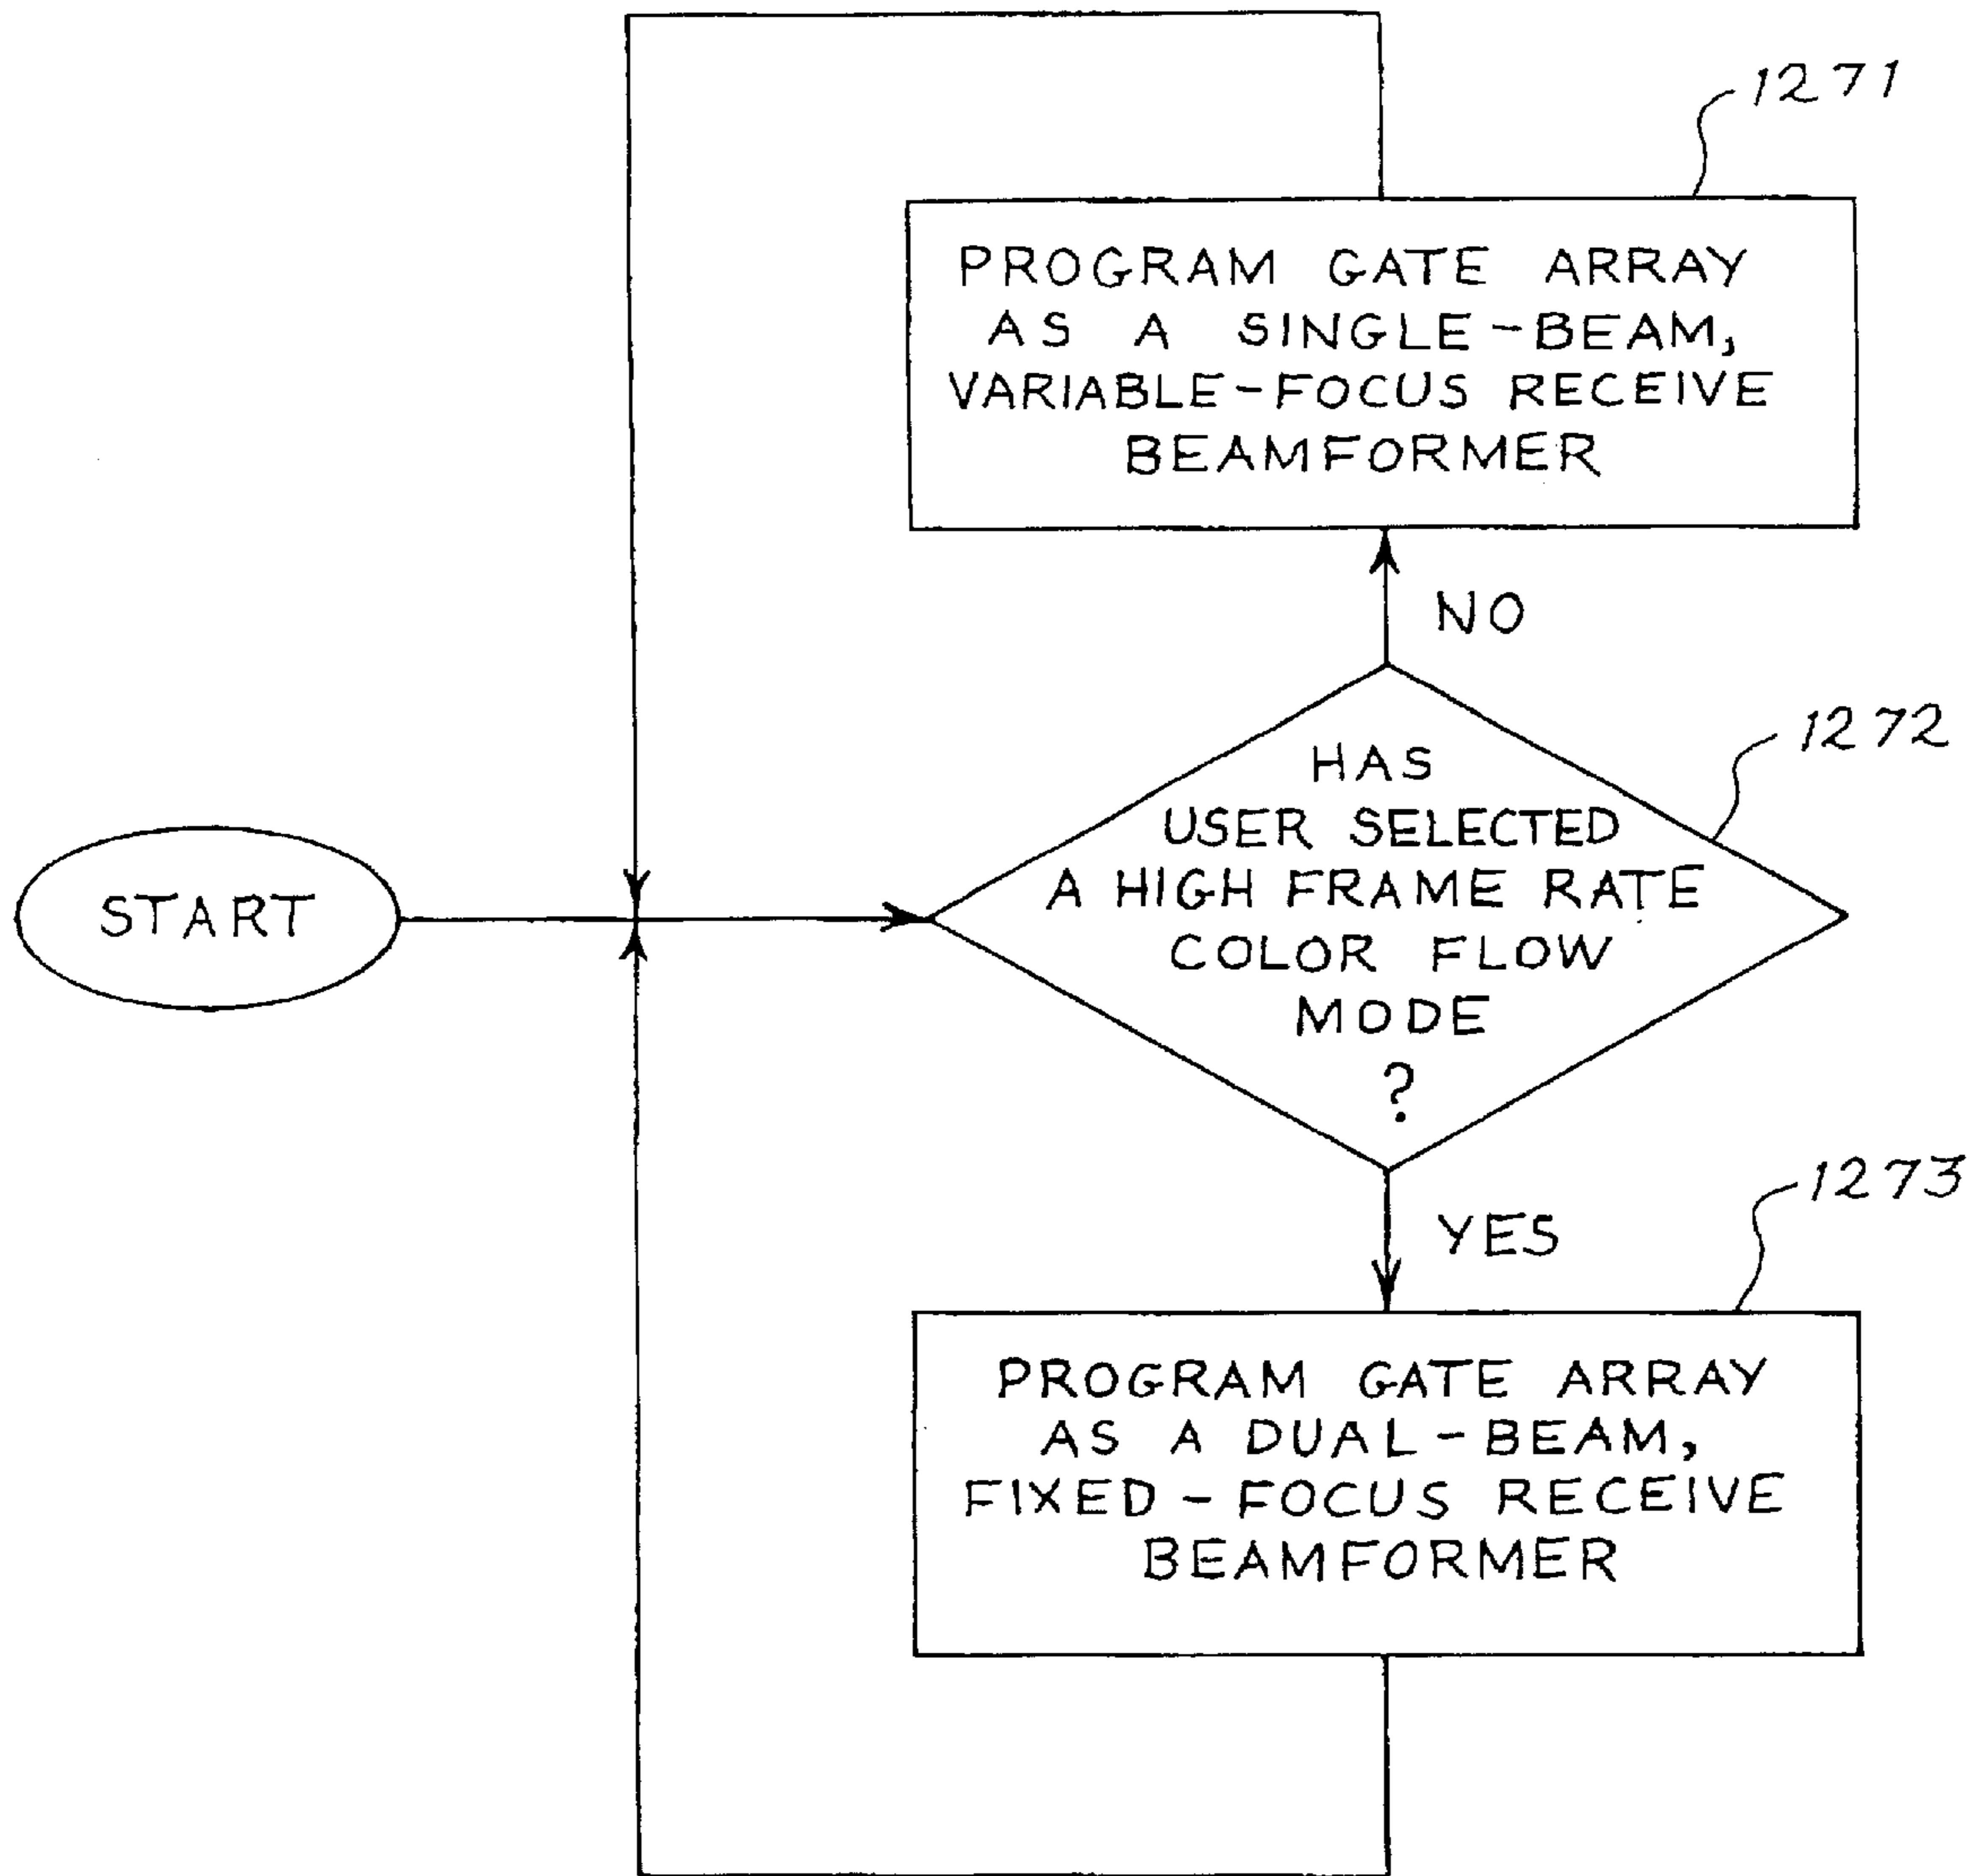 1271
PROGRAM GATE ARRAY
AS A SINGLE-BEAM,
VARIABLE-FOCUS RECEIVE
BEAMFORMER
NO
1272
HAS
USER SELECTED
A HIGH FRAME RATE
COLOR FLOW
MODE
?
START
YES
1273
PROGRAM GATE ARRAY
AS A DUAL-BEAM,
FIXED-FOCUS RECEIVE
BEAMFORMER